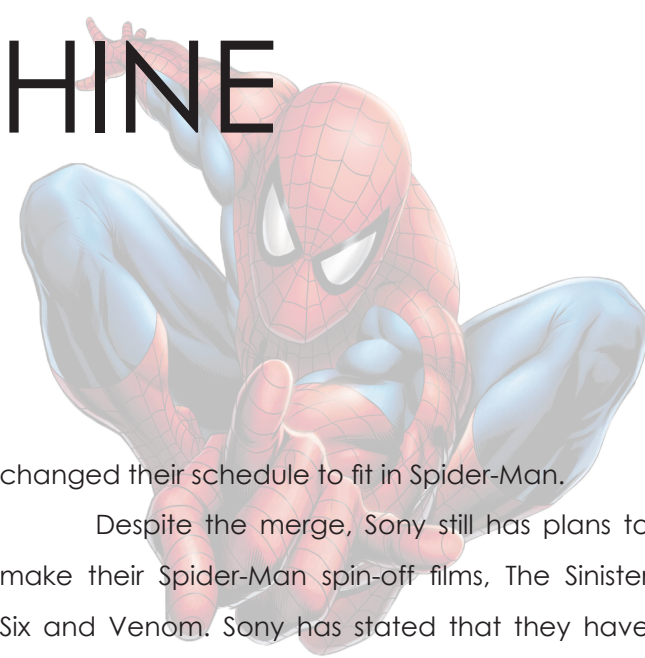 HINE
changed their schedule to fit in Spider-Man.
Despite the merge, Sony still has plans to
make their Spider-Man spin-off films, The Sinister
Six and Venom. Sony has stated that they have